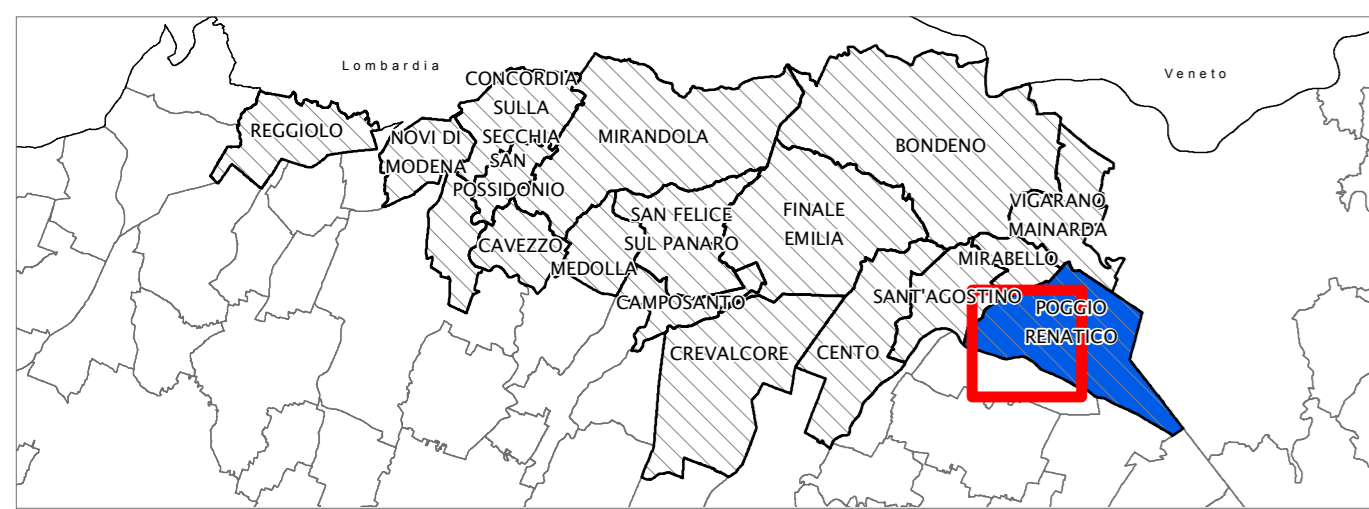 Lombardia
Veneto
CONCORDIA
SULLA
SECCHIA
REGGIOLO
NOVI DI
MODENA
SAN
POSSIDONIO
MIRANDOLA
BONDENO
CAVEZZO
MEDOLLA
SAN FELICE
SUL PANARO
FINALE
EMILIA
VIGARANO
MAINARDA
MIRABELLO
CAMPOSANTO
SANT'AGOSTINO
POGGIO
RENATICO
CREVALCORE
CENTO